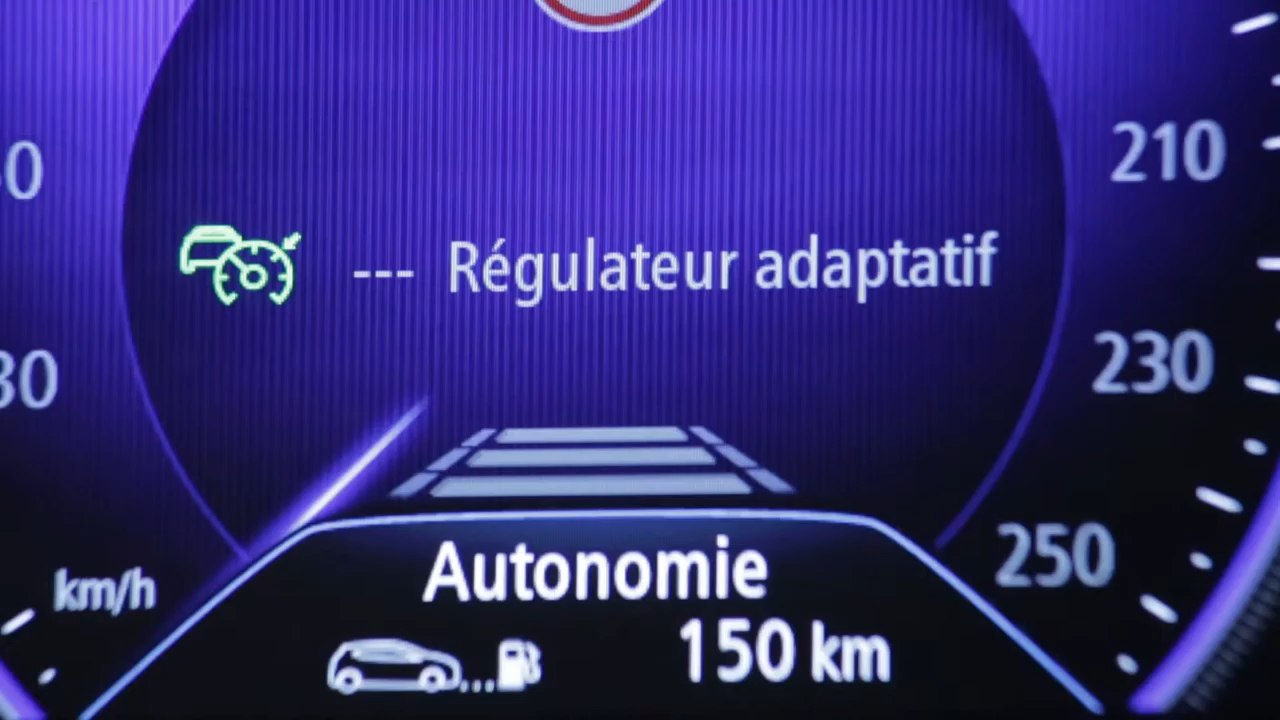 210
--- Régulateur adaptatif
230
250
km/h
Autonomie
150 km